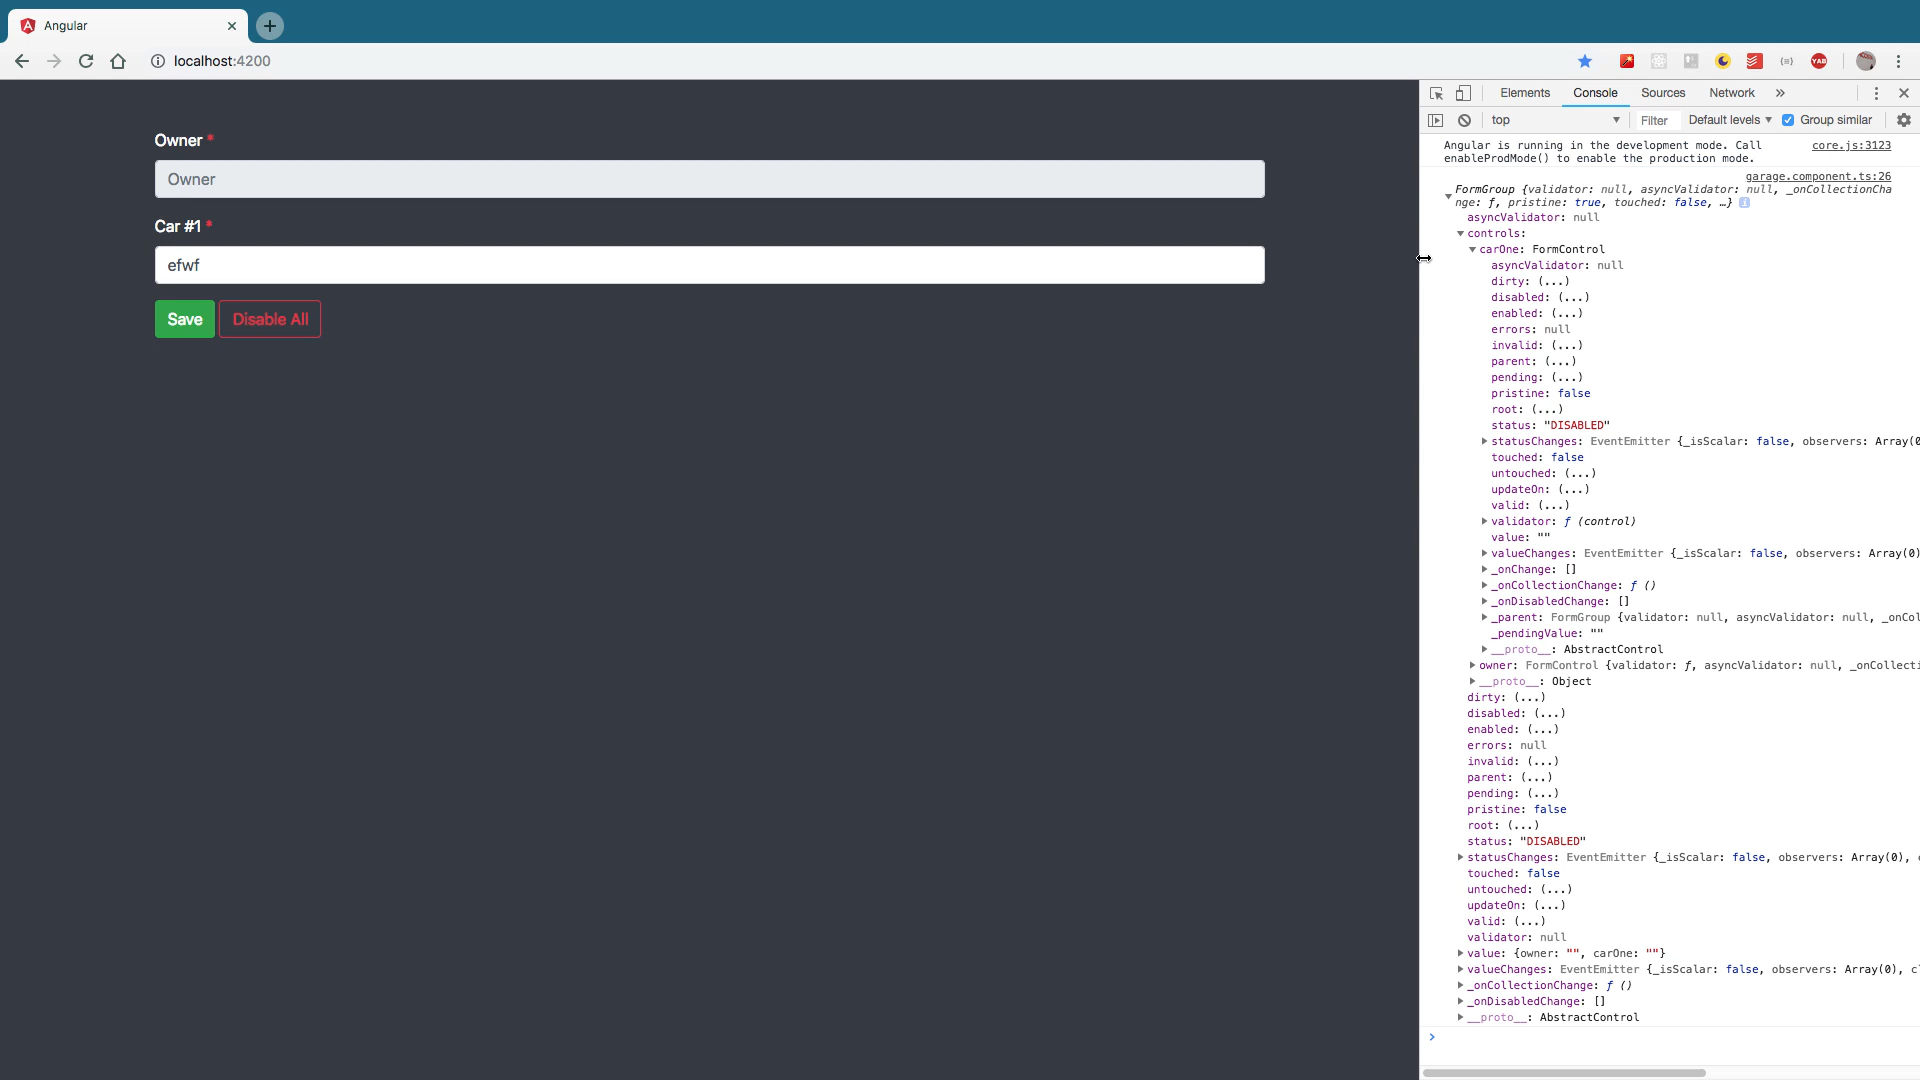 Angular
localhost:4200
YAB
Elements Console Sources Network »
top Filter Default levels Group similar
Owner *
Owner
Car #1 *
efwf
Save Disable All
Angular is running in the development mode. Call core.js:3123
enableProdMode() to enable the production mode.
garage.component.ts:26
FormGroup {validator: null, asyncValidator: null, _onCollectionCha
nge: ƒ, pristine: true, touched: false, …} i
asyncValidator: null
controls:
carOne: FormControl
asyncValidator: null
dirty: (...)
disabled: (...)
enabled: (...)
errors: null
invalid: (...)
parent: (...)
pending: (...)
pristine: false
root: (...)
status: "DISABLED"
statusChanges: EventEmitter {_isScalar: false, observers: Array(0
touched: false
untouched: (...)
updateOn: (...)
valid: (...)
validator: ƒ (control)
value: ""
valueChanges: EventEmitter {_isScalar: false, observers: Array(0)
_onChange: []
_onCollectionChange: ƒ ()
_onDisabledChange: []
_parent: FormGroup {validator: null, asyncValidator: null, _onCol
_pendingValue: ""
__proto__: AbstractControl
owner: FormControl {validator: ƒ, asyncValidator: null, _onCollecti
__proto__: Object
dirty: (...)
disabled: (...)
enabled: (...)
errors: null
invalid: (...)
parent: (...)
pending: (...)
pristine: false
root: (...)
status: "DISABLED"
statusChanges: EventEmitter {_isScalar: false, observers: Array(0), c
touched: false
untouched: (...)
updateOn: (...)
valid: (...)
validator: null
value: {owner: "", carOne: ""}
valueChanges: EventEmitter {_isScalar: false, observers: Array(0), cl
_onCollectionChange: ƒ ()
_onDisabledChange: []
__proto__: AbstractControl